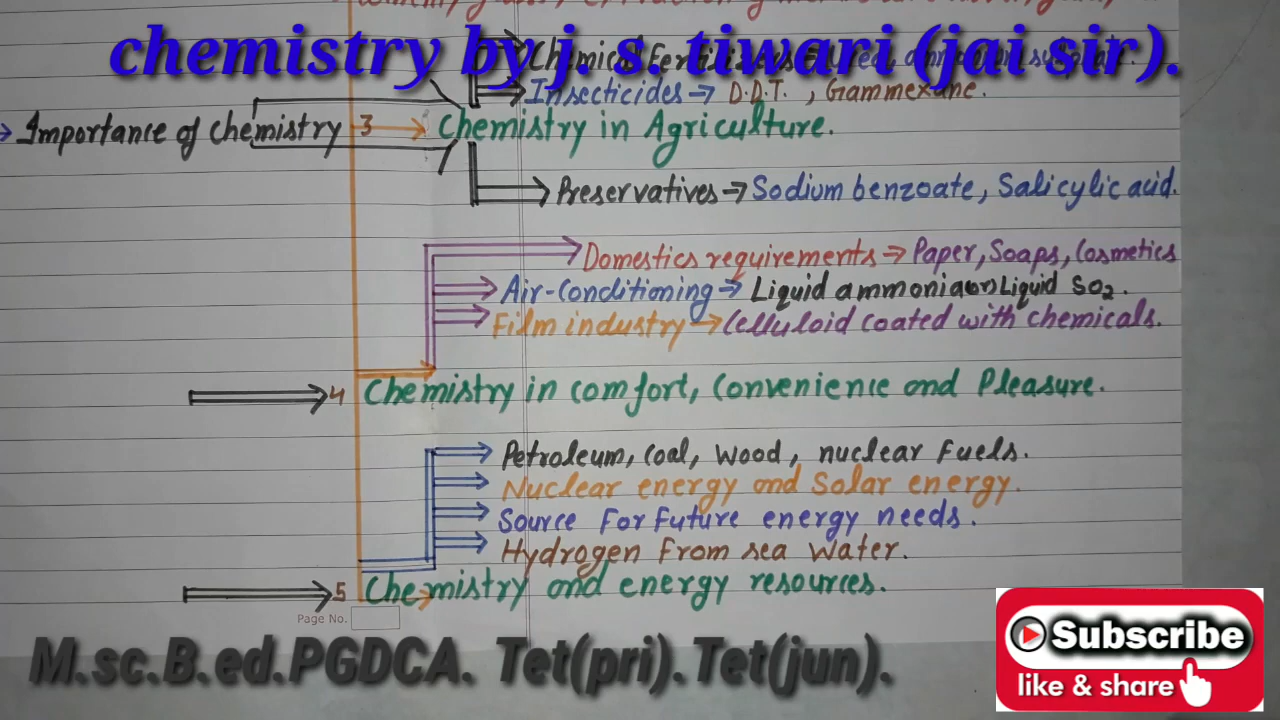 chemistry by j. s. tiwari (jai sir).
Chemical Fertilizers →
Insecticides → D.D.T. , Gammexane.
→ Importance of chemistry 3 → Chemistry in Agriculture.
Preservatives → Sodium benzoate, Salicylic acid.
Domestics requirements → Paper, Soaps, Cosmetics
Air-Conditioning → Liquid ammonia or Liquid SO₂.
Film industry → Celluloid coated with chemicals.
4 Chemistry in comfort, Convenience and Pleasure.
Petroleum, Coal, Wood, nuclear Fuels.
Nuclear energy and Solar energy.
Source For Future energy needs.
Hydrogen From sea Water.
5 Chemistry and energy resources.
Page No.
M.sc.B.ed.PGDCA. Tet(pri).Tet(jun).
Subscribe
like & share